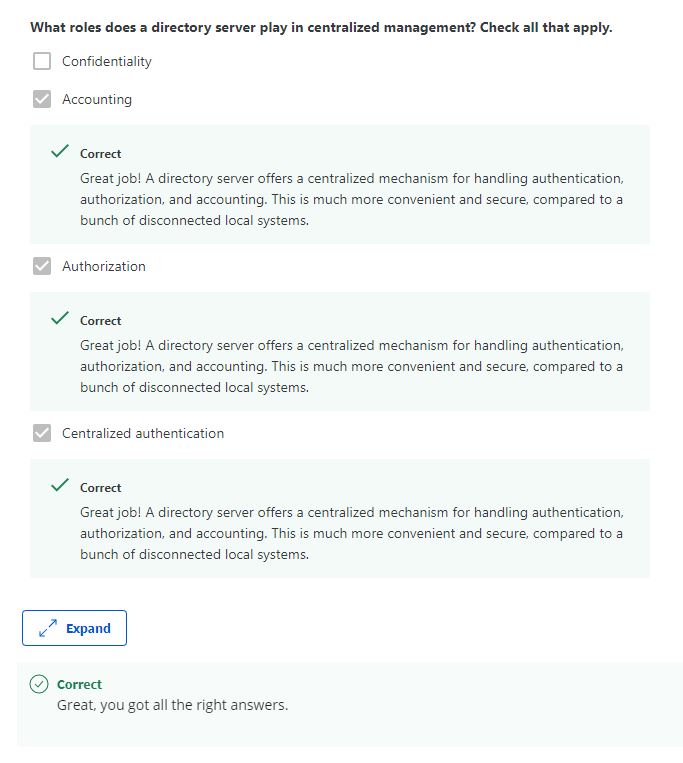 What roles does a directory server play in centralized management? Check all that apply.
Confidentiality
Accounting
Correct
Great job! A directory server offers a centralized mechanism for handling authentication,
authorization, and accounting. This is much more convenient and secure, compared to a
bunch of disconnected local systems.
Authorization
Correct
Great job! A directory server offers a centralized mechanism for handling authentication,
authorization, and accounting. This is much more convenient and secure, compared to a
bunch of disconnected local systems.
Centralized authentication
Correct
Great job! A directory server offers a centralized mechanism for handling authentication,
authorization, and accounting. This is much more convenient and secure, compared to a
bunch of disconnected local systems.
Expand
Correct
Great, you got all the right answers.